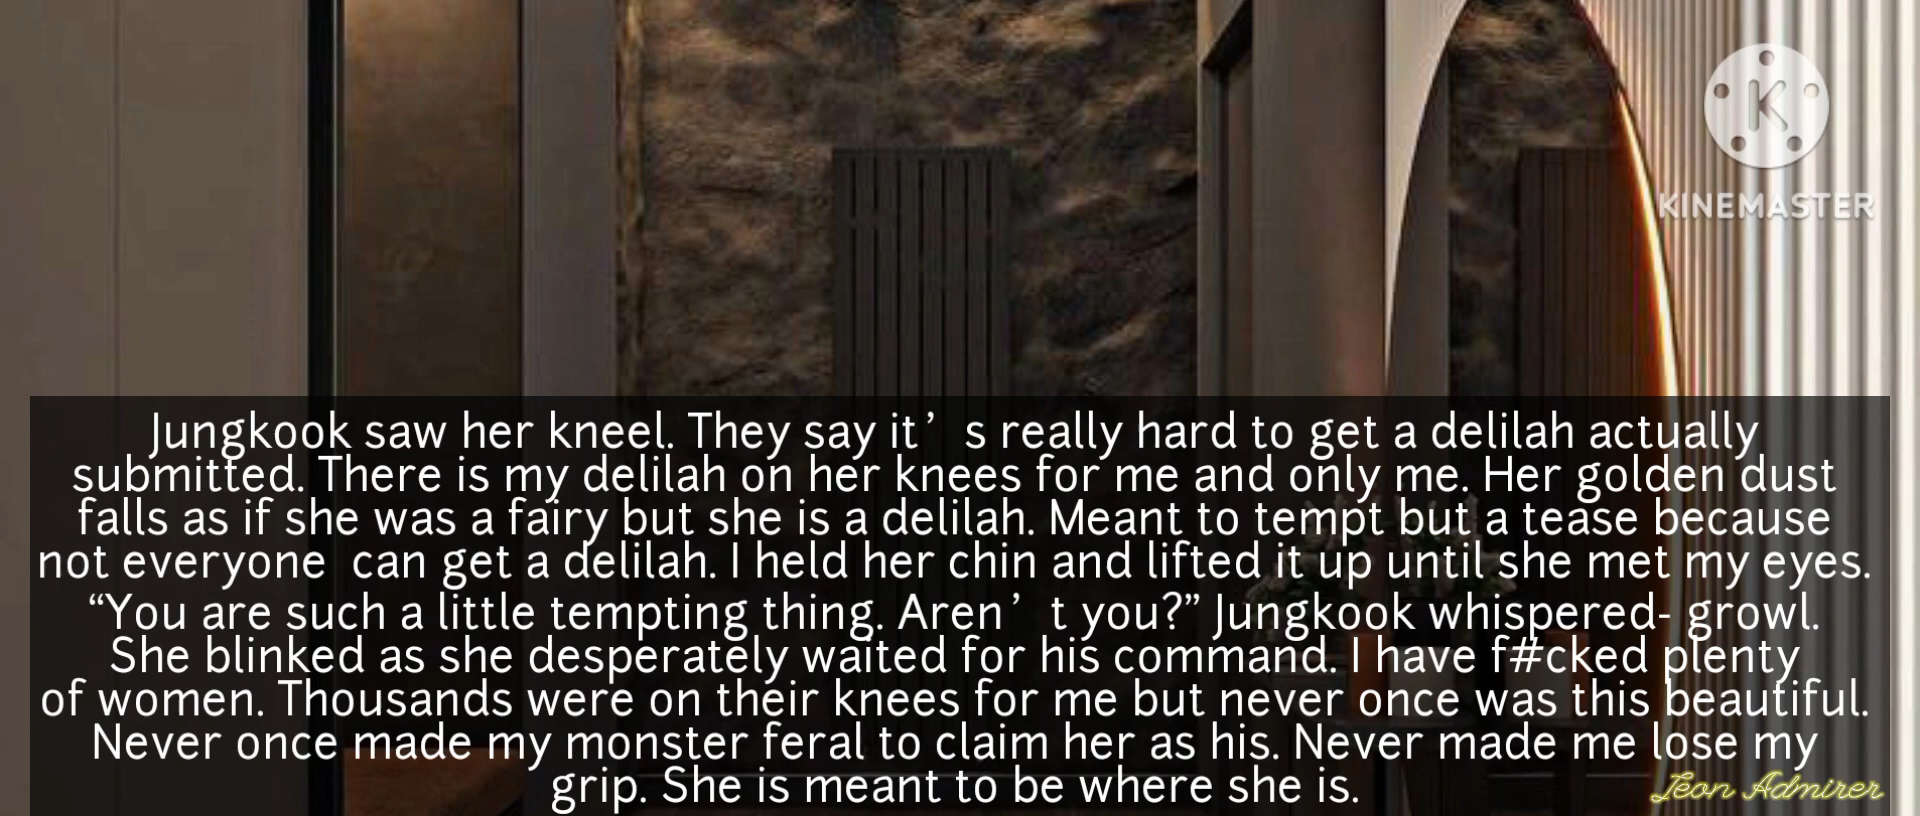 KINEMASTER
Jungkook saw her kneel. They say it’s really hard to get a delilah actually
submitted. There is my delilah on her knees for me and only me. Her golden dust
falls as if she was a fairy but she is a delilah. Meant to tempt but a tease because
not everyone can get a delilah. I held her chin and lifted it up until she met my eyes.
“You are such a little tempting thing. Aren’t you?” Jungkook whispered- growl.
She blinked as she desperately waited for his command. I have f#cked plenty
of women. Thousands were on their knees for me but never once was this beautiful.
Never once made my monster feral to claim her as his. Never made me lose my
grip. She is meant to be where she is.
Leon Admirer